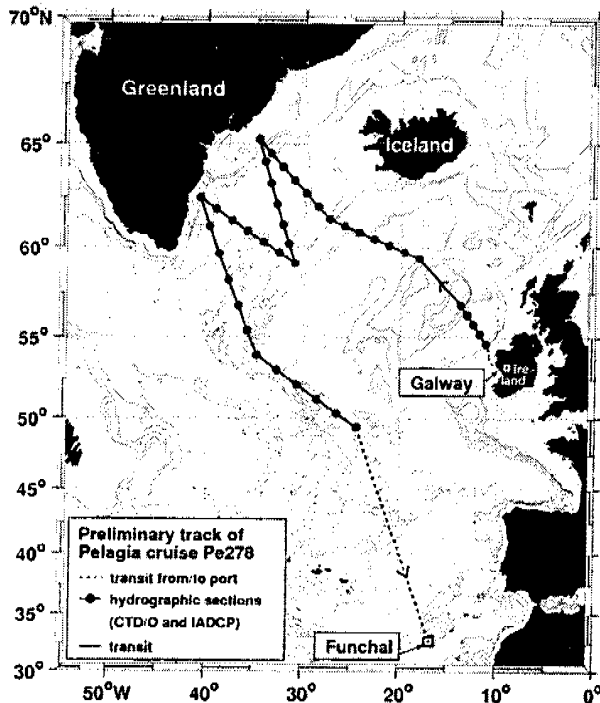 70°N
Greenland
65°
Iceland
60°
55°
Ire-
land
Galway
50°
45°
Preliminary track of
Pelagia cruise Pe278
40°
transit from/to port
hydrographic sections
35°
(CTD/O and lADCP)
Funchal
transit
30°
50°W
40°
30°
20°
10°
0°